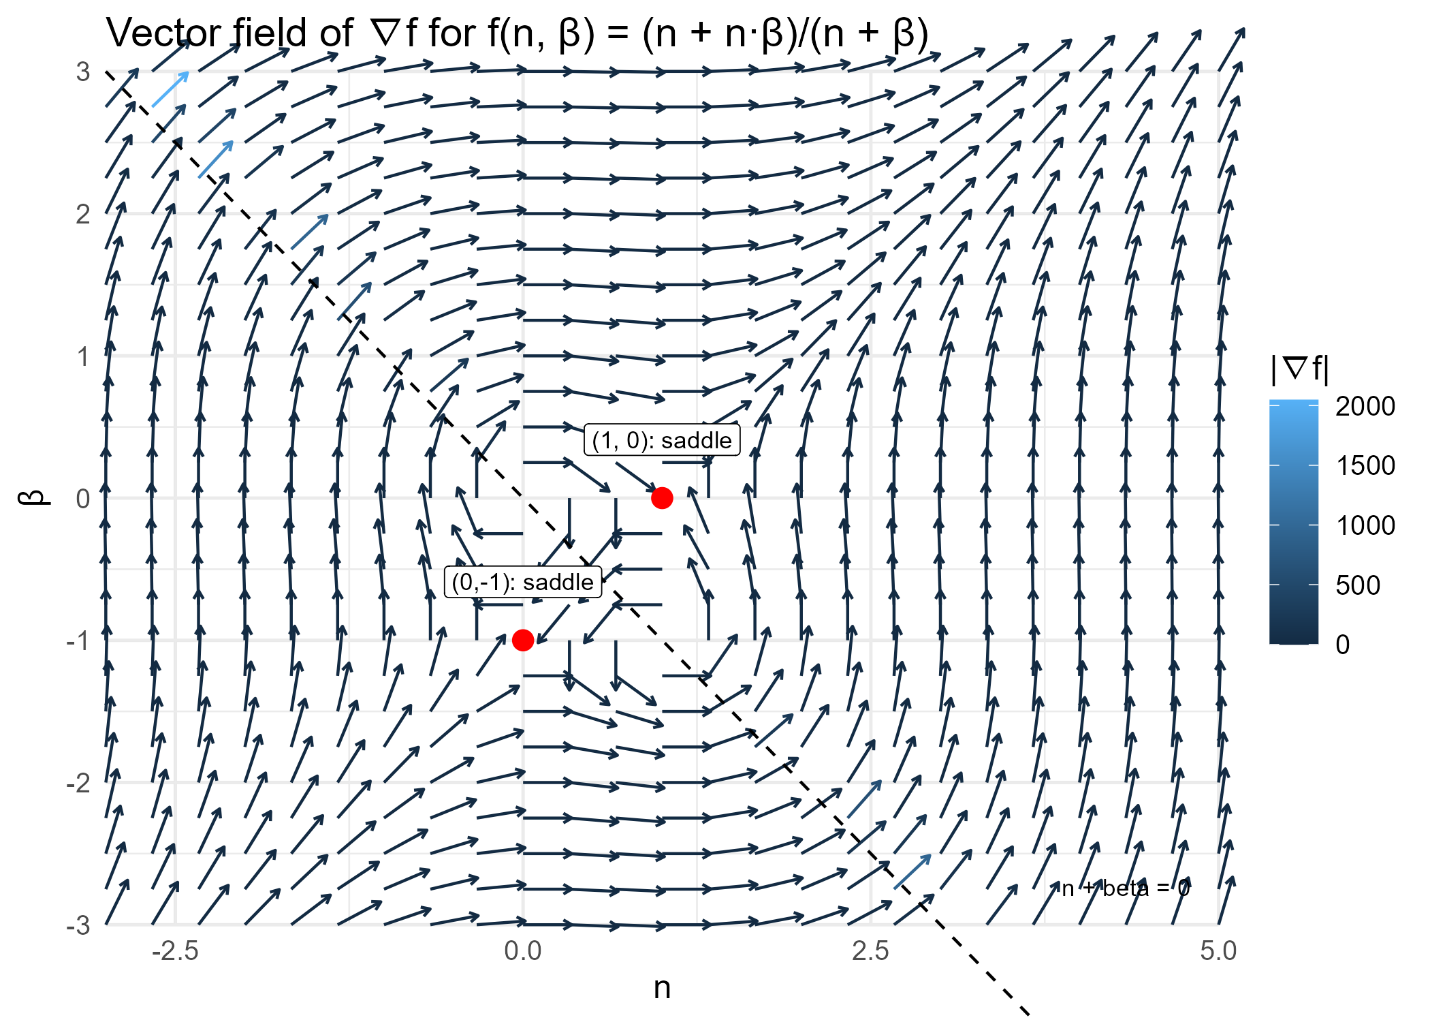 Vector field of ∇f for f(n, β) = (n + n·β)/(n + β)
3
2
1
0
-1
-2
-3
β
(1, 0): saddle
(0,-1): saddle
n + beta = 0
-2.5
0.0
2.5
5.0
n
|∇f|
2000
1500
1000
500
0